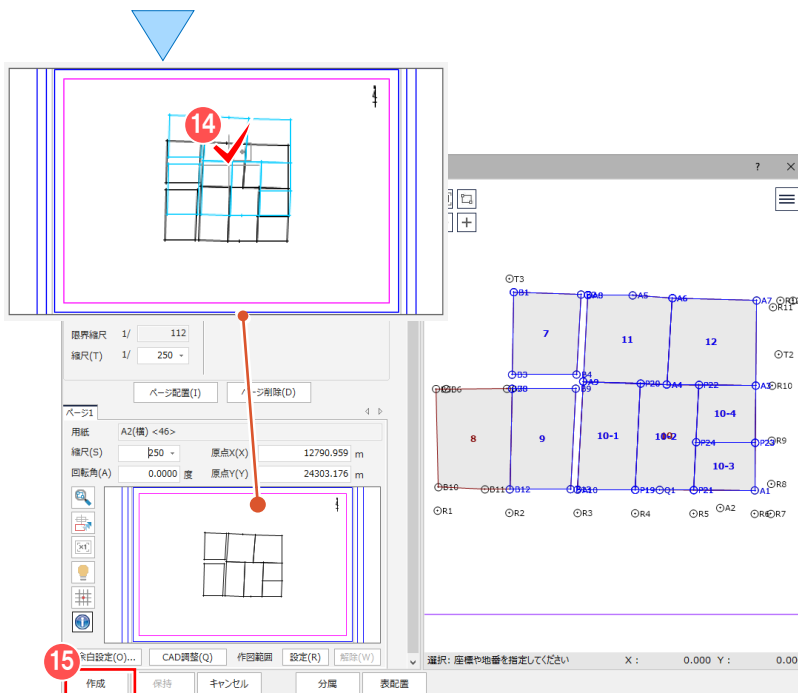 14
?
×
限界縮尺 1/ 112
縮尺(T) 1/ 250
ページ配置(I) ページ削除(D)
ページ1
用紙 A2(横) <46>
縮尺(S) 250 原点X(X) 12790.959 m
回転角(A) 0.0000 度 原点Y(Y) 24303.176 m
余白設定(O)... CAD調整(Q) 作図範囲 設定(R) 解除(W)
15
作成 保持 キャンセル 分属 表配置
T3
B1 A5 A6 A7
R11
7 11 12
T2
B3 B4 A9 P20 A4 P22 A3 R10
B6 B9
10-4
8 9 10-1 10-2
P24 P23 R9
10-3
B10 B11 B12 A10 P19 Q1 P21 A1 R8
R1 R2 R3 R4 R5 A2 R6 R7
選択: 座標や地番を指定してください X : 0.000 Y : 0.00